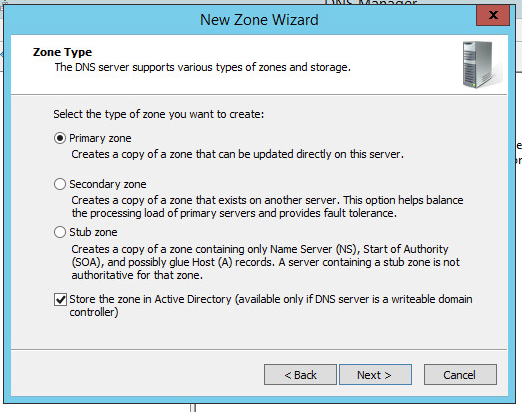 DNS Manager
New Zone Wizard
x
Zone Type
The DNS server supports various types of zones and storage.
Select the type of zone you want to create:
Primary zone
Creates a copy of a zone that can be updated directly on this server.
Secondary zone
Creates a copy of a zone that exists on another server. This option helps balance
the processing load of primary servers and provides fault tolerance.
Stub zone
Creates a copy of a zone containing only Name Server (NS), Start of Authority
(SOA), and possibly glue Host (A) records. A server containing a stub zone is not
authoritative for that zone.
Store the zone in Active Directory (available only if DNS server is a writeable domain
controller)
< Back
Next >
Cancel